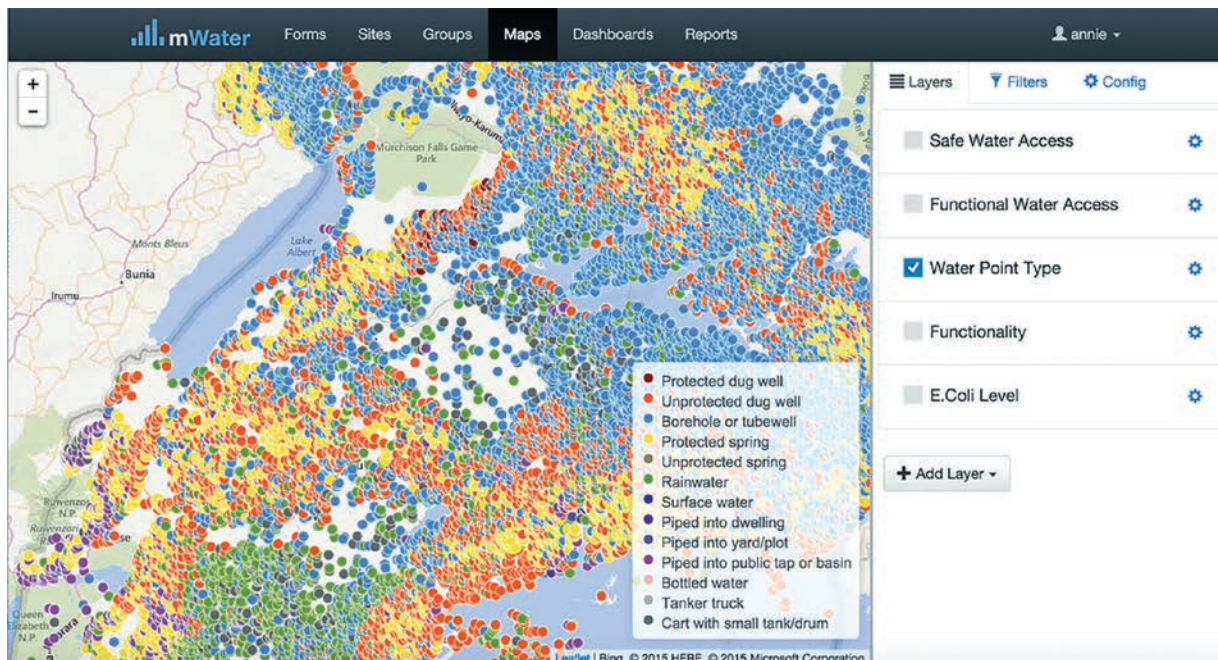 mWater
Forms
Sites
Groups
Maps
Dashboards
Reports
annie
+
−
Layers
Filters
Config
Safe Water Access
Functional Water Access
Water Point Type
Functionality
E.Coli Level
+ Add Layer
Murchison Falls Game
Park
Lake
Albert
Monts Bleus
Bunia
Irumu
Protected dug well
Unprotected dug well
Borehole or tubewell
Protected spring
Unprotected spring
Rainwater
Surface water
Piped into dwelling
Piped into yard/plot
Piped into public tap or basin
Bottled water
Tanker truck
Cart with small tank/drum
N.P.
Queen
Elizabeth
N.P.
Leaflet | Bing, © 2015 HERE, © 2015 Microsoft Corporation